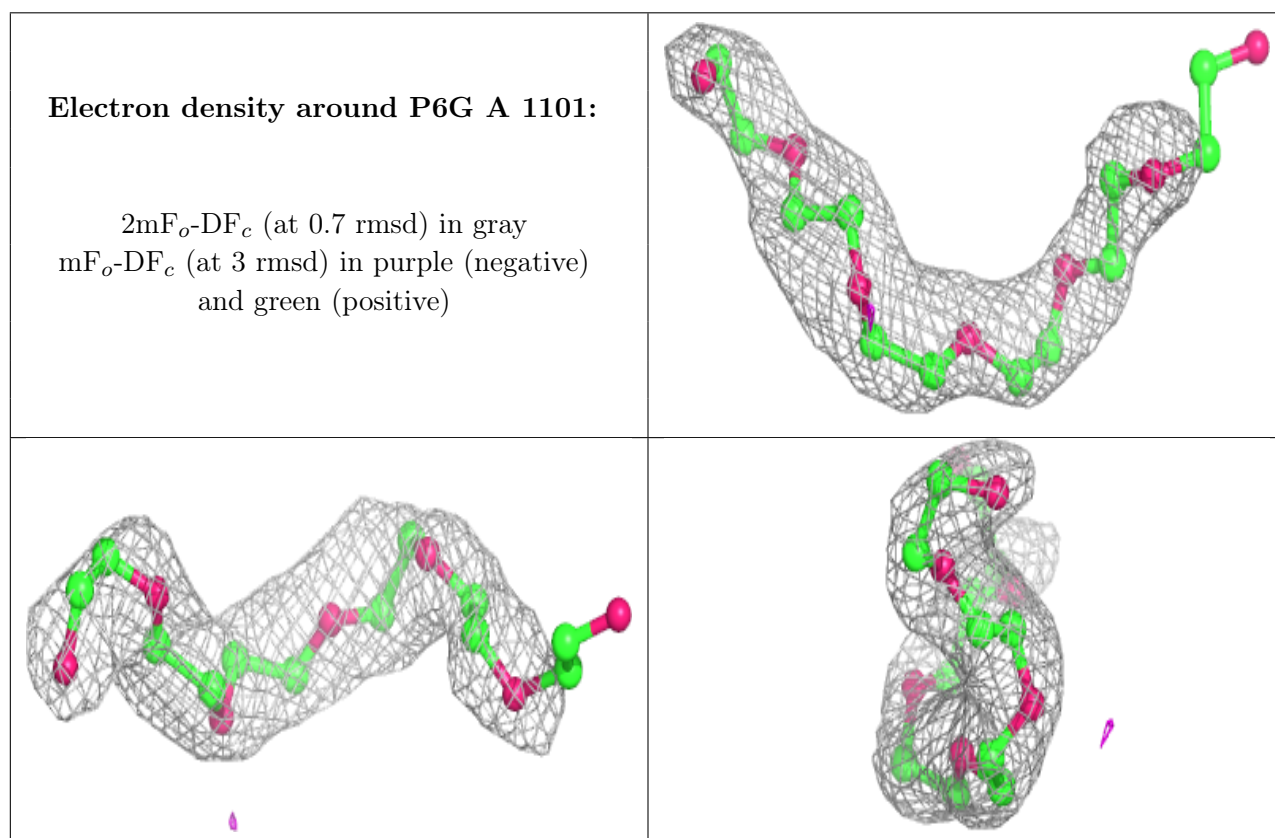 Electron density around P6G A 1101:
2mFₒ-DF𝒸 (at 0.7 rmsd) in gray
mFₒ-DF𝒸 (at 3 rmsd) in purple (negative)
and green (positive)